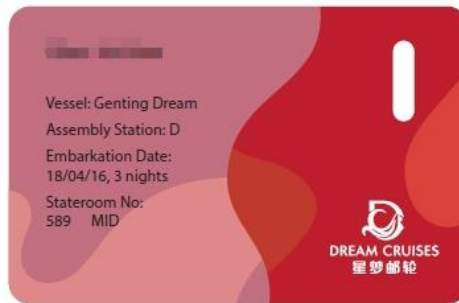 Vessel: Genting Dream
Assembly Station: D
Embarkation Date:
18/04/16, 3 nights
Stateroom No:
589 MID
DREAM CRUISES
星梦邮轮